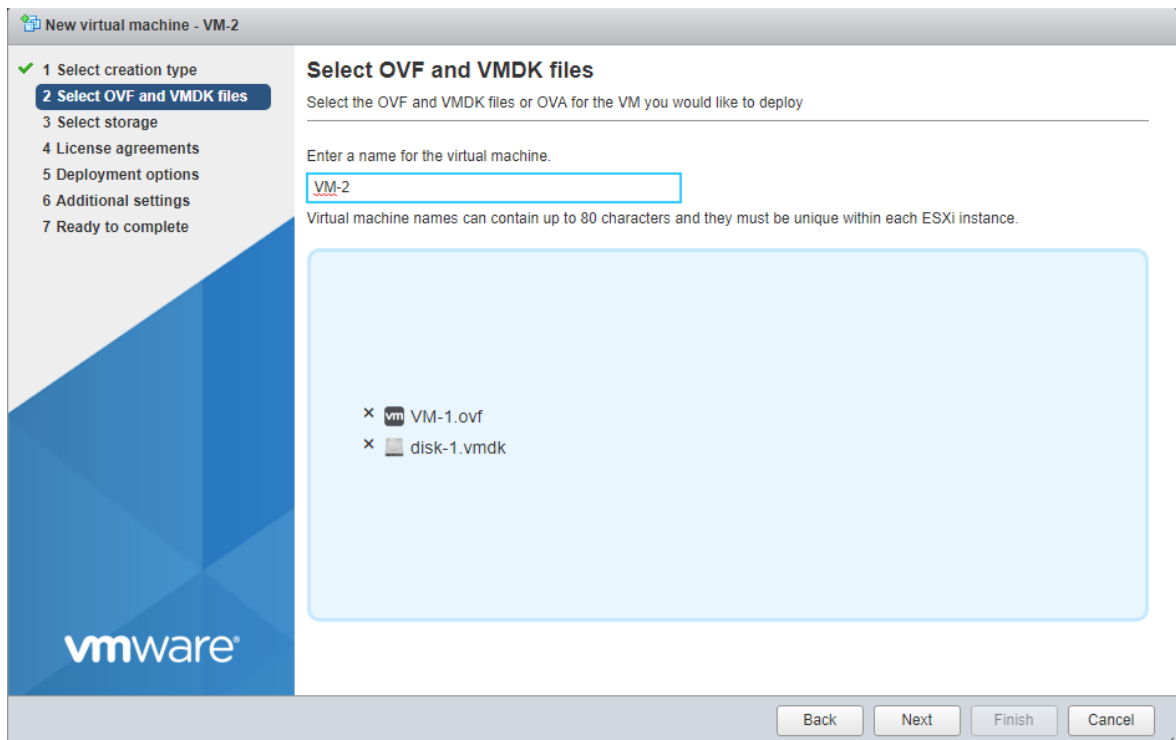 New virtual machine - VM-2
1 Select creation type
2 Select OVF and VMDK files
3 Select storage
4 License agreements
5 Deployment options
6 Additional settings
7 Ready to complete
Select OVF and VMDK files
Select the OVF and VMDK files or OVA for the VM you would like to deploy
Enter a name for the virtual machine.
VM-2
Virtual machine names can contain up to 80 characters and they must be unique within each ESXi instance.
× vm VM-1.ovf
× disk-1.vmdk
vmware®
Back Next Finish Cancel